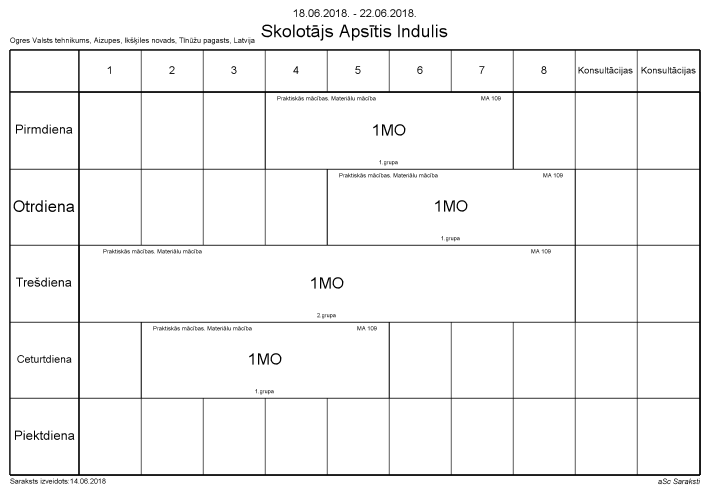 18.06.2018. - 22.06.2018.
Ogres Valsts tehnikums, Aizupes, Ikšķiles novads, Tīnūžu pagasts, Latvija
Skolotājs Apsītis Indulis
1 2 3 4 5 6 7 8 Konsultācijas Konsultācijas
Praktiskās mācības. Materiālu mācība MA 109
Pirmdiena 1MO
1.grupa
Praktiskās mācības. Materiālu mācība MA 109
Otrdiena 1MO
1.grupa
Praktiskās mācības. Materiālu mācība MA 109
Trešdiena 1MO
2.grupa
Praktiskās mācības. Materiālu mācība MA 109
Ceturtdiena 1MO
1.grupa
Piektdiena
Saraksts izveidots:14.06.2018 aSc Saraksti